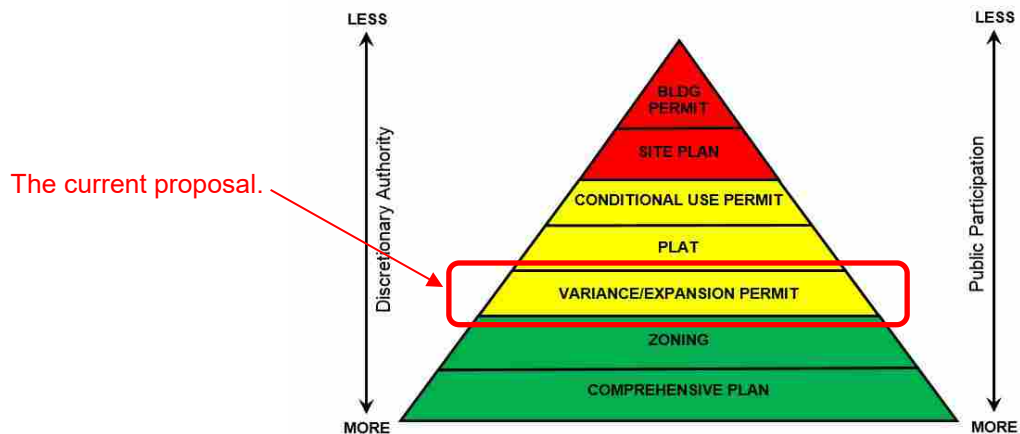 LESS
LESS
BLDG
PERMIT
SITE PLAN
Discretionary Authority
Public Participation
The current proposal.
CONDITIONAL USE PERMIT
PLAT
VARIANCE/EXPANSION PERMIT
ZONING
COMPREHENSIVE PLAN
MORE
MORE